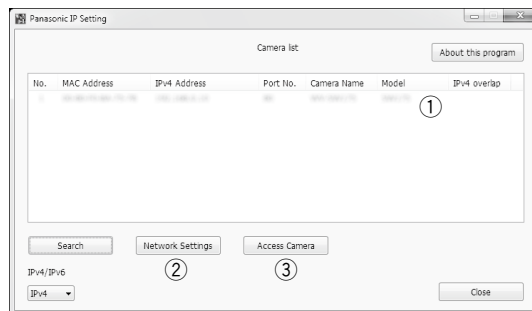 Panasonic IP Setting
Camera list
About this program
No. MAC Address IPv4 Address Port No. Camera Name Model IPv4 overlap
1
Search Network Settings Access Camera
2 3
IPv4/IPv6
IPv4 Close